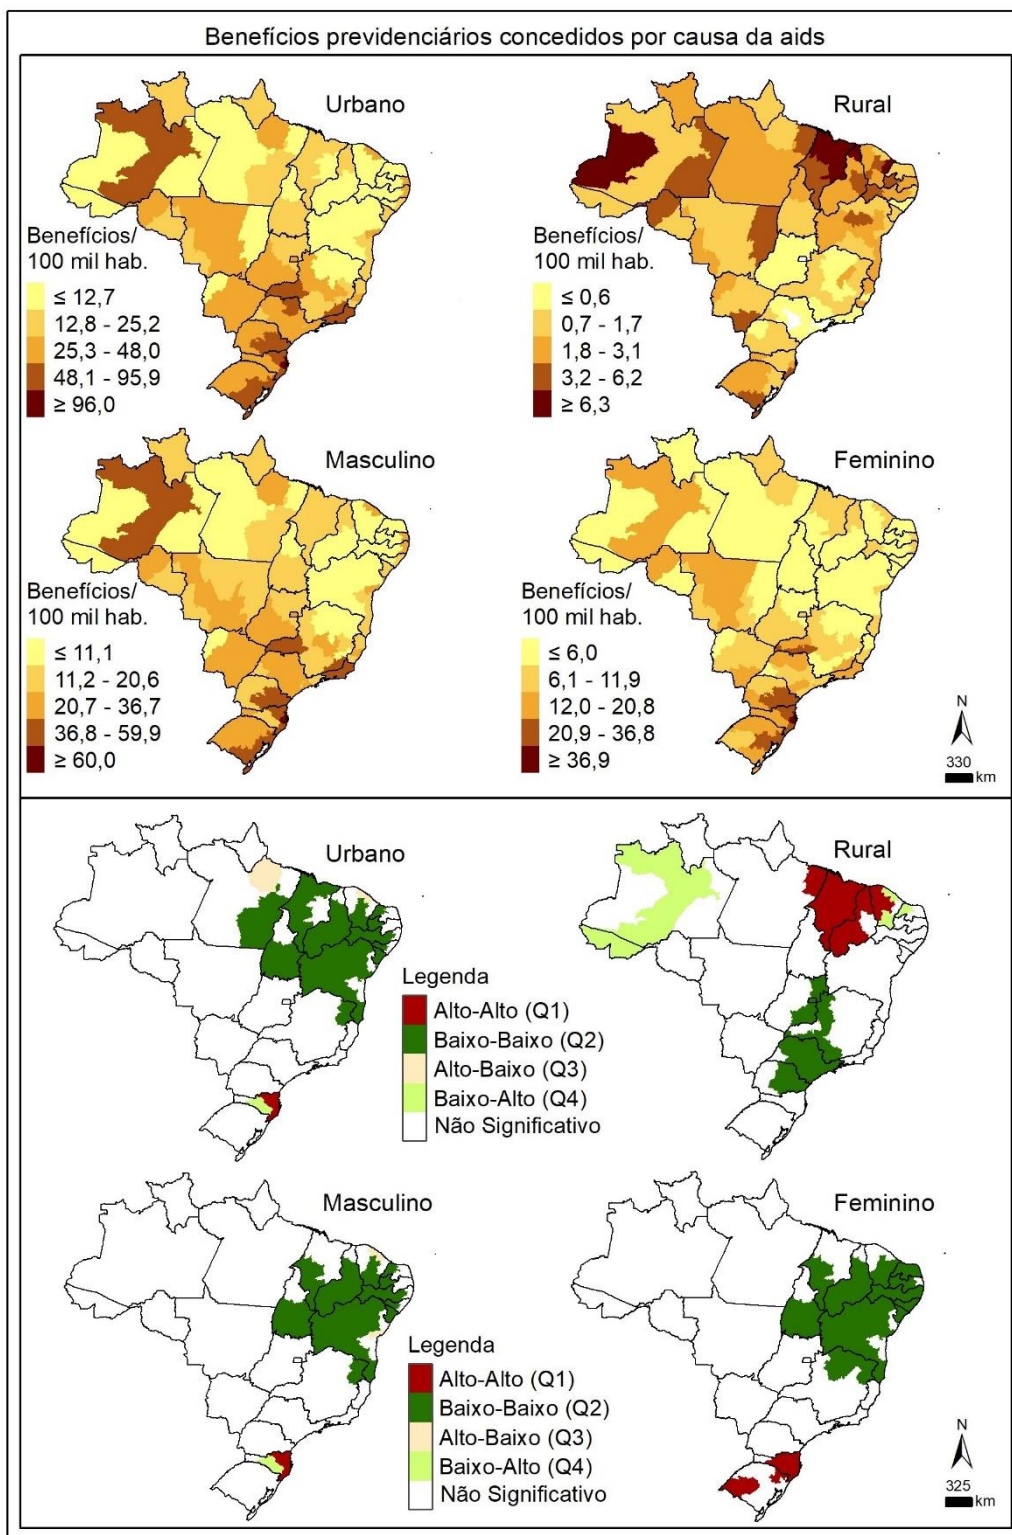 Benefícios previdenciários concedidos por causa da aids
Urbano
Benefícios/
100 mil hab.
≤ 12,7
12,8 - 25,2
25,3 - 48,0
48,1 - 95,9
≥ 96,0
Rural
Benefícios/
100 mil hab.
≤ 0,6
0,7 - 1,7
1,8 - 3,1
3,2 - 6,2
≥ 6,3
Masculino
Benefícios/
100 mil hab.
≤ 11,1
11,2 - 20,6
20,7 - 36,7
36,8 - 59,9
≥ 60,0
Feminino
Benefícios/
100 mil hab.
≤ 6,0
6,1 - 11,9
12,0 - 20,8
20,9 - 36,8
≥ 36,9
N
330
km
Urbano
Rural
Legenda
Alto-Alto (Q1)
Baixo-Baixo (Q2)
Alto-Baixo (Q3)
Baixo-Alto (Q4)
Não Significativo
Masculino
Feminino
Legenda
Alto-Alto (Q1)
Baixo-Baixo (Q2)
Alto-Baixo (Q3)
Baixo-Alto (Q4)
Não Significativo
N
325
km